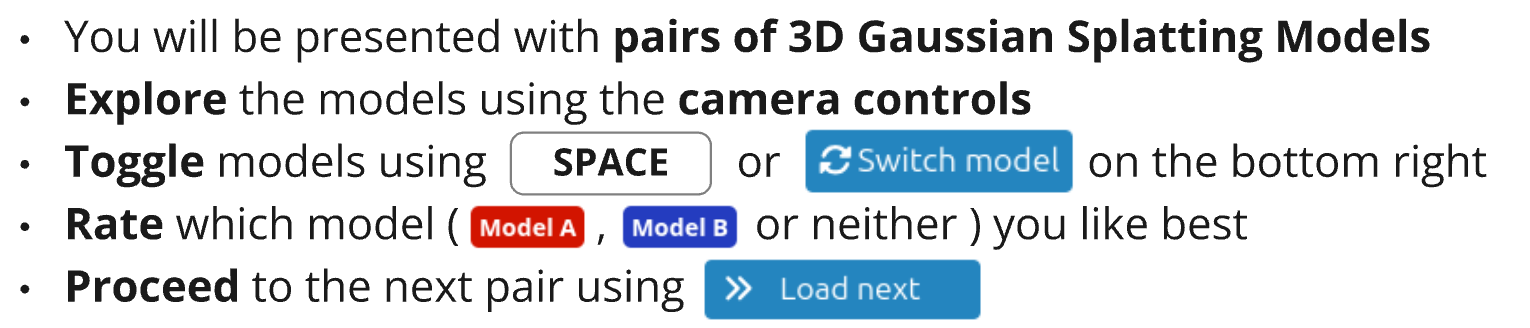 • You will be presented with pairs of 3D Gaussian Splatting Models
• Explore the models using the camera controls
• Toggle models using SPACE or Switch model on the bottom right
• Rate which model ( Model A , Model B or neither ) you like best
• Proceed to the next pair using Load next